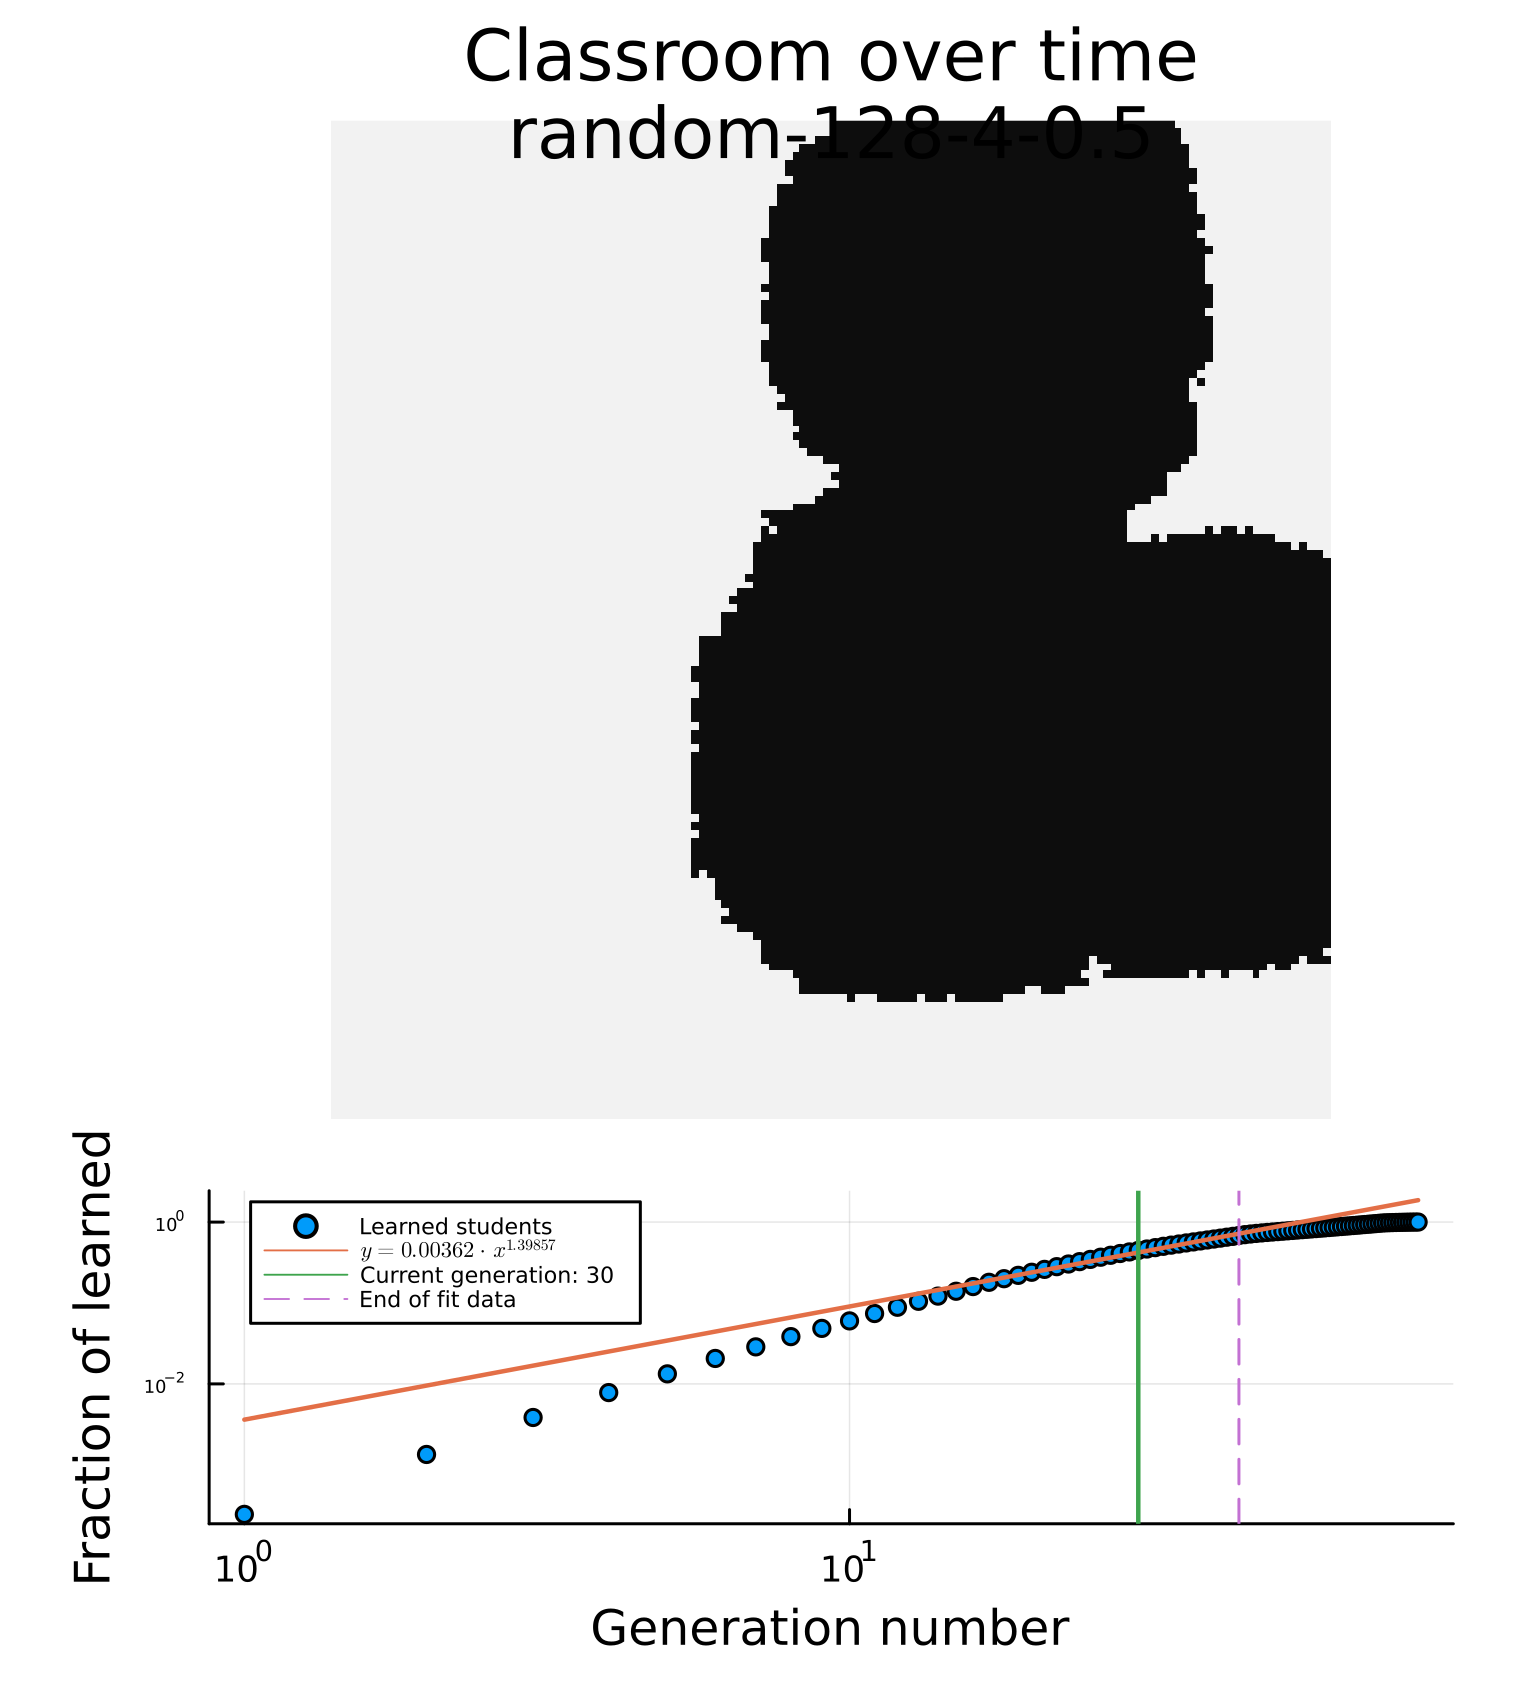 Classroom over time
random-128-4-0.5
Fraction of learned
10⁰
10⁻²
Learned students
y = 0.00362 · x^1.39857
Current generation: 30
End of fit data
10⁰ 10¹
Generation number